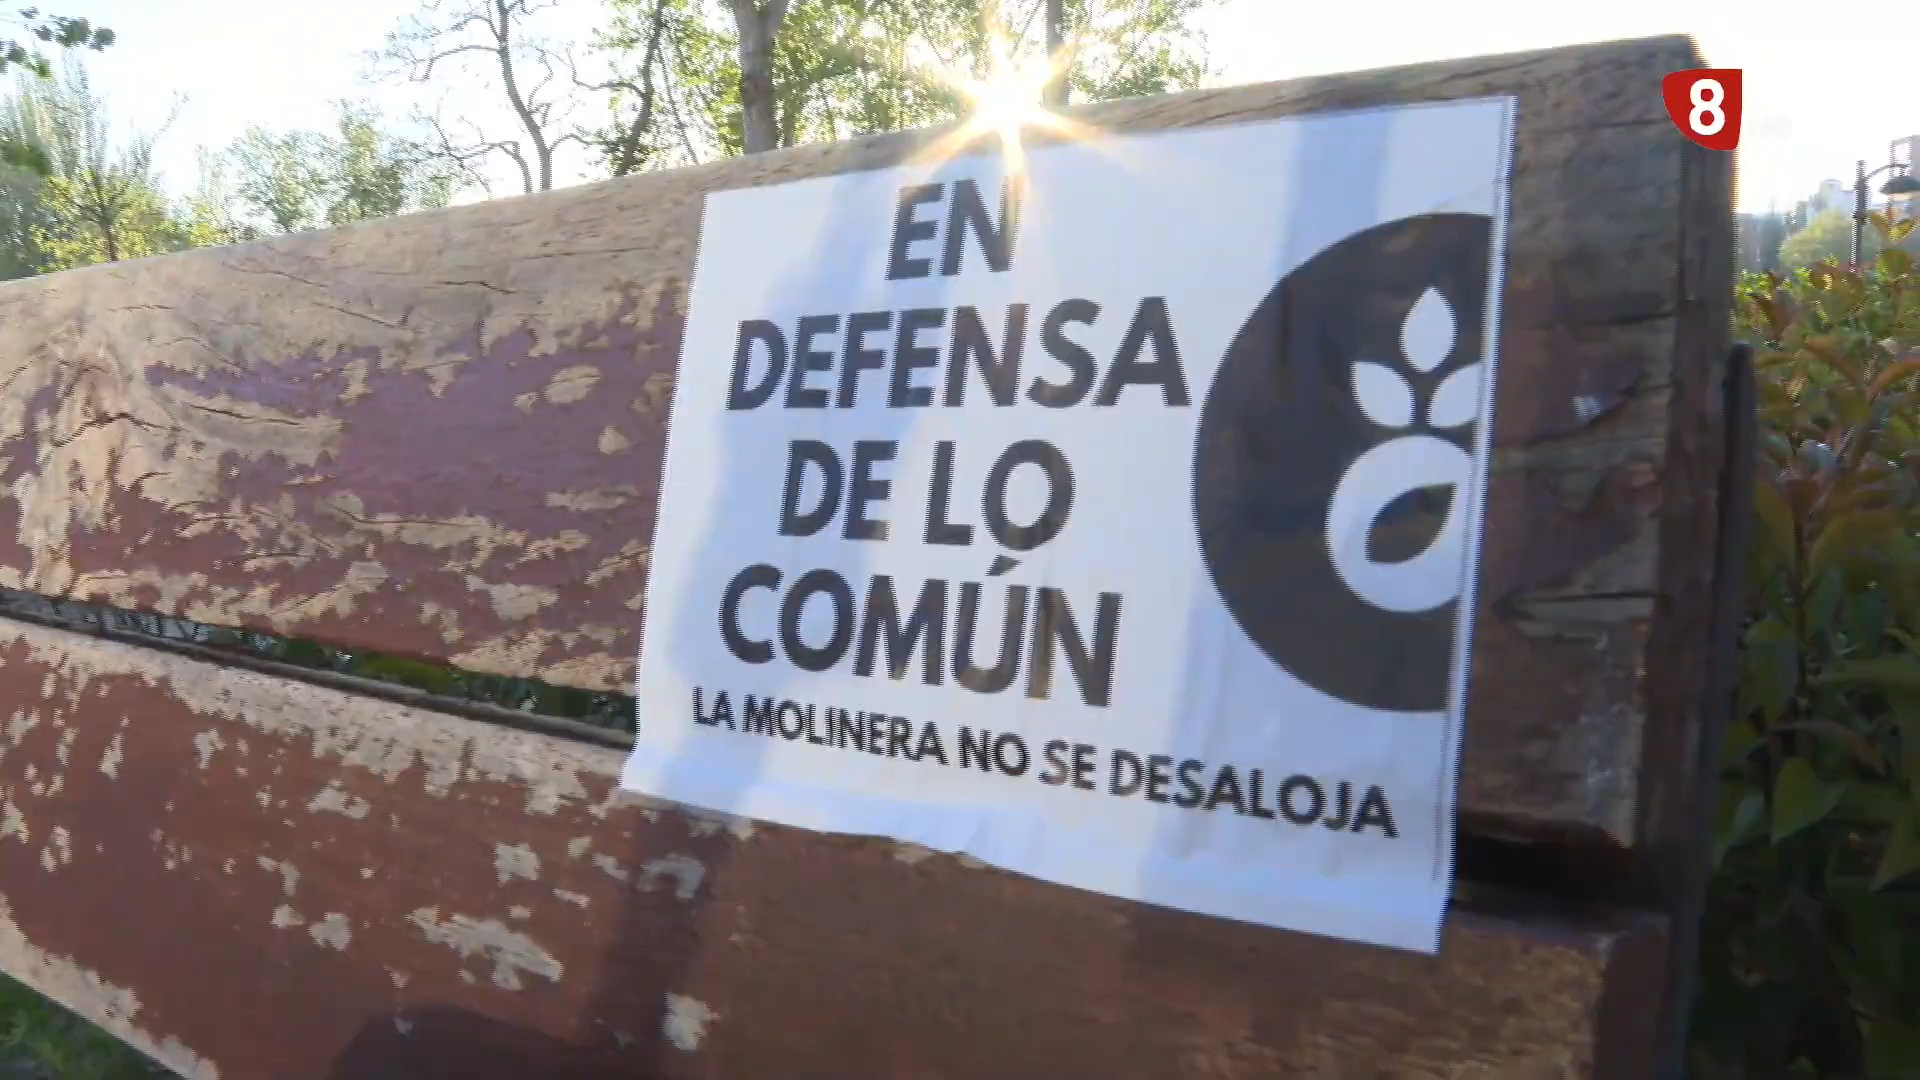 8
EN
DEFENSA
DE LO
COMÚN
LA MOLINERA NO SE DESALOJA